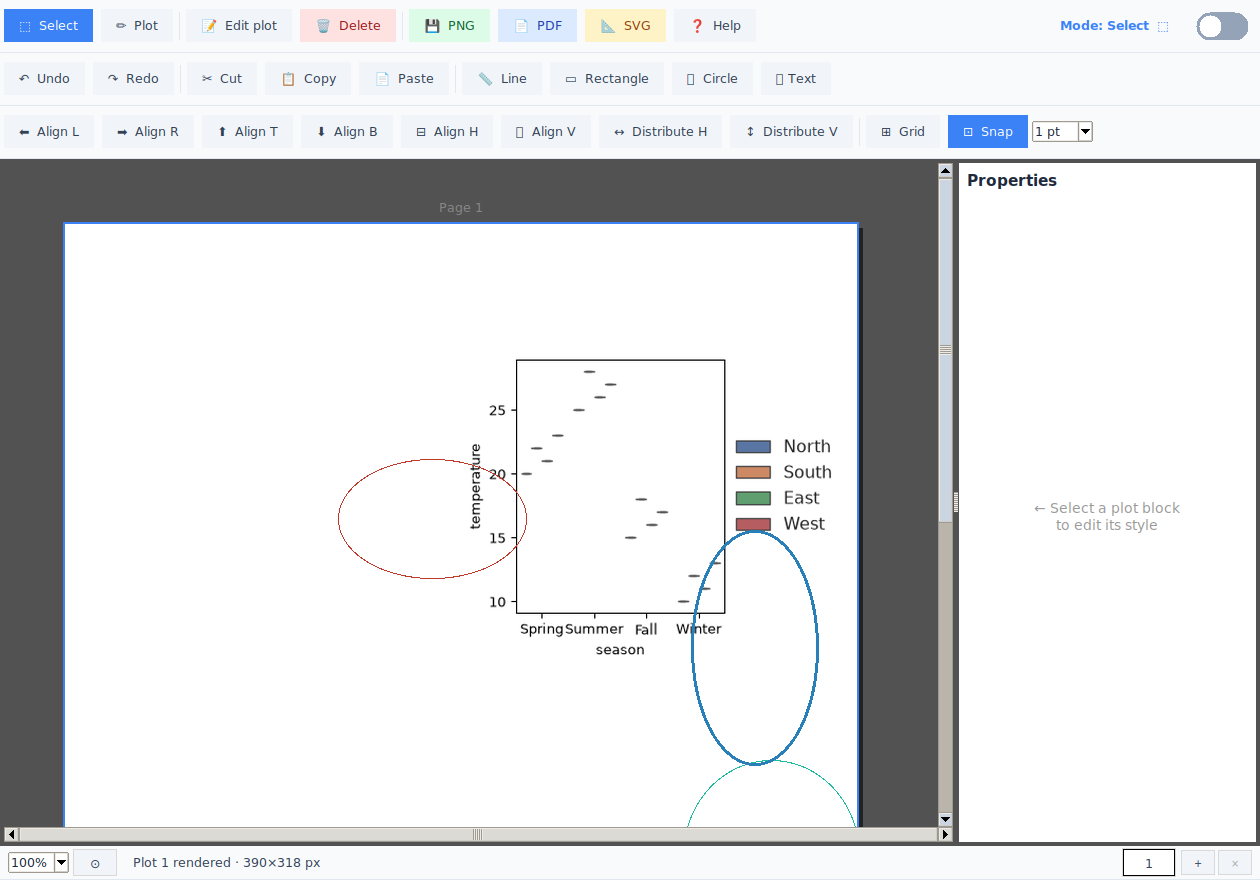 Select Plot Edit plot Delete PNG PDF SVG Help Mode: Select
Undo Redo Cut Copy Paste Line Rectangle Circle Text
Align L Align R Align T Align B Align H Align V Distribute H Distribute V Grid Snap 1 pt
Properties
Page 1
25
20
15
10
temperature
Spring Summer Fall Winter
season
North
South
East
West
← Select a plot block
to edit its style
100% Plot 1 rendered · 390×318 px 1 + ×